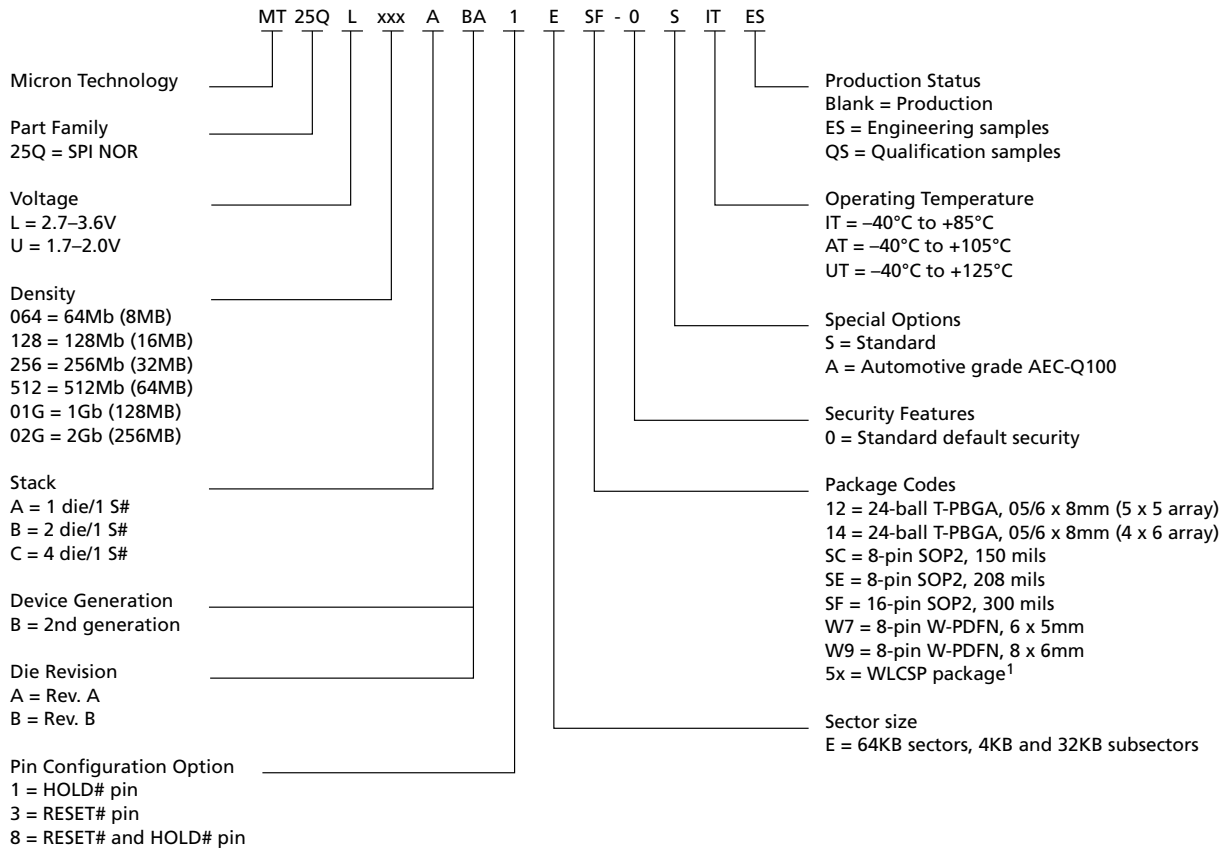 MT 25Q L xxx A BA 1 E SF - 0 S IT ES
Micron Technology
Part Family
25Q = SPI NOR
Voltage
L = 2.7–3.6V
U = 1.7–2.0V
Density
064 = 64Mb (8MB)
128 = 128Mb (16MB)
256 = 256Mb (32MB)
512 = 512Mb (64MB)
01G = 1Gb (128MB)
02G = 2Gb (256MB)
Stack
A = 1 die/1 S#
B = 2 die/1 S#
C = 4 die/1 S#
Device Generation
B = 2nd generation
Die Revision
A = Rev. A
B = Rev. B
Pin Configuration Option
1 = HOLD# pin
3 = RESET# pin
8 = RESET# and HOLD# pin
Production Status
Blank = Production
ES = Engineering samples
QS = Qualification samples
Operating Temperature
IT = –40°C to +85°C
AT = –40°C to +105°C
UT = –40°C to +125°C
Special Options
S = Standard
A = Automotive grade AEC-Q100
Security Features
0 = Standard default security
Package Codes
12 = 24-ball T-PBGA, 05/6 x 8mm (5 x 5 array)
14 = 24-ball T-PBGA, 05/6 x 8mm (4 x 6 array)
SC = 8-pin SOP2, 150 mils
SE = 8-pin SOP2, 208 mils
SF = 16-pin SOP2, 300 mils
W7 = 8-pin W-PDFN, 6 x 5mm
W9 = 8-pin W-PDFN, 8 x 6mm
5x = WLCSP package1
Sector size
E = 64KB sectors, 4KB and 32KB subsectors